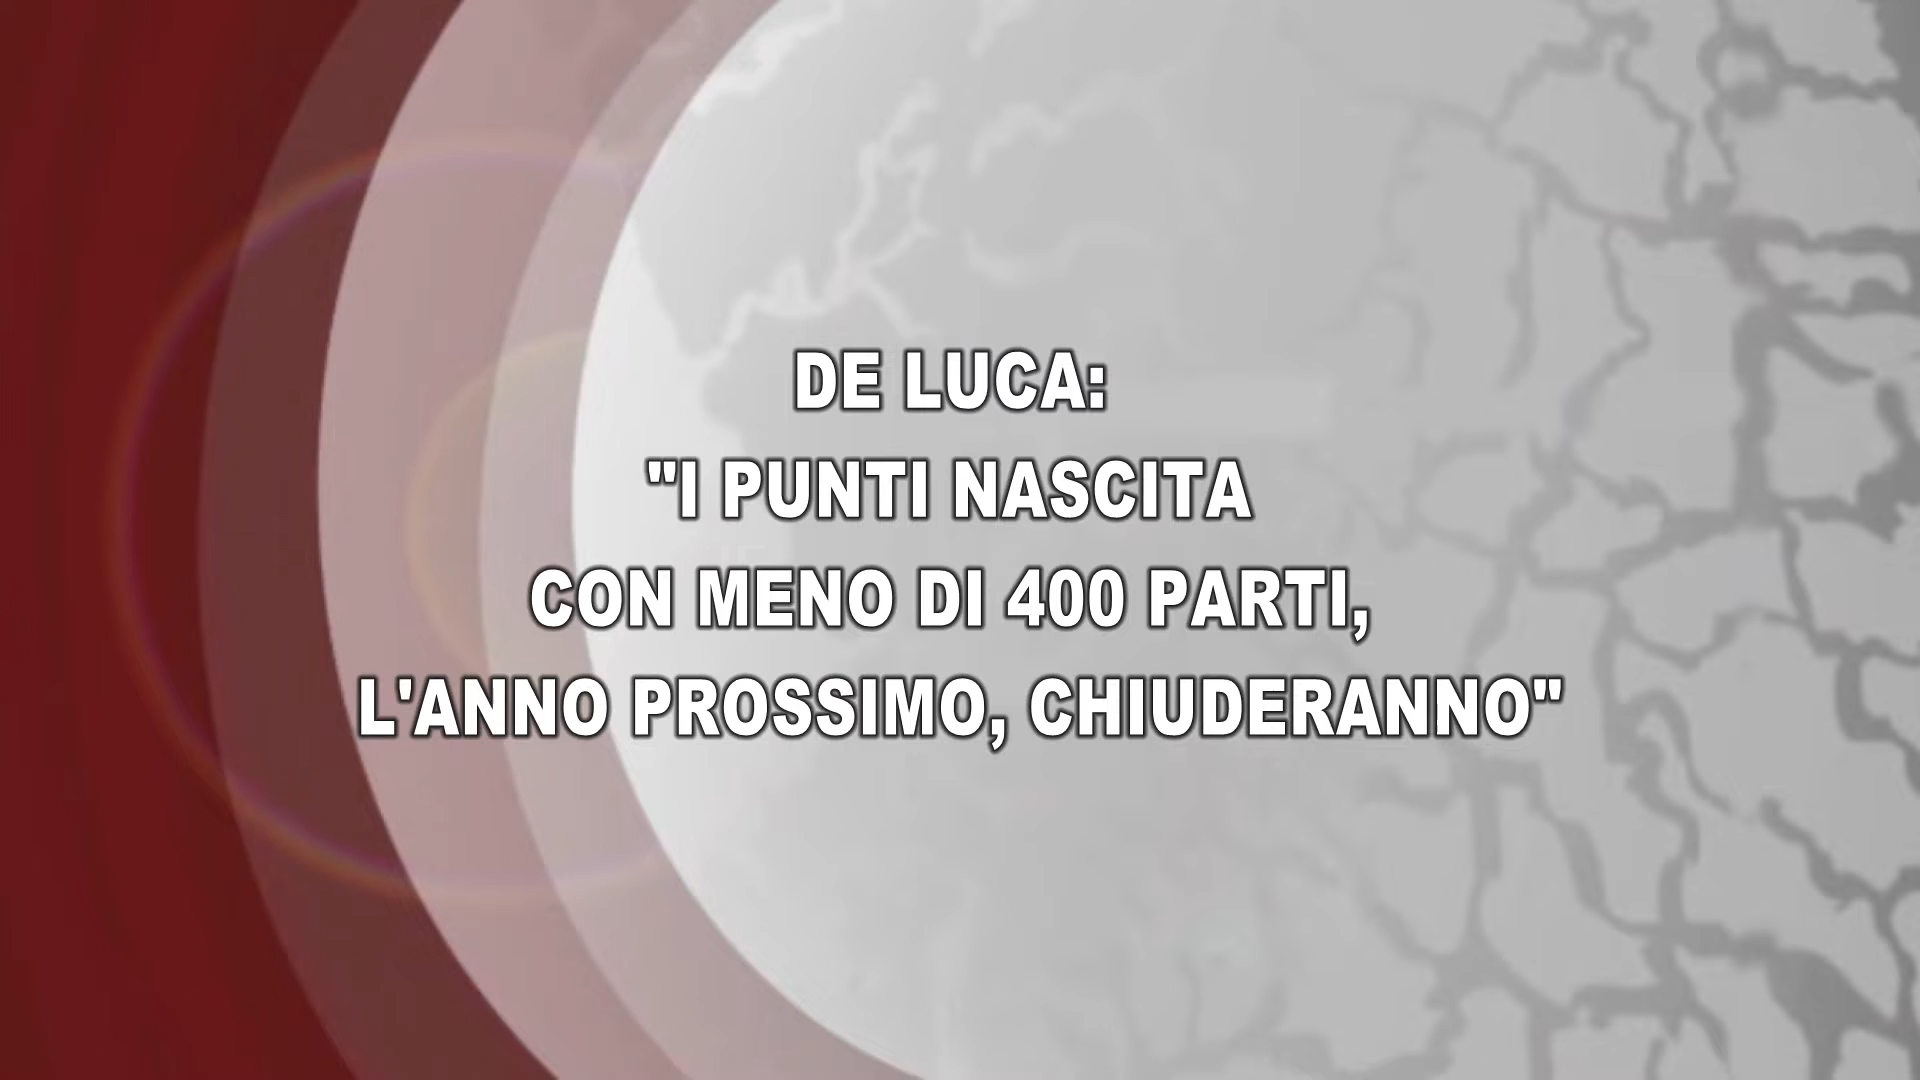 DE LUCA:
"I PUNTI NASCITA
CON MENO DI 400 PARTI,
L'ANNO PROSSIMO, CHIUDERANNO"